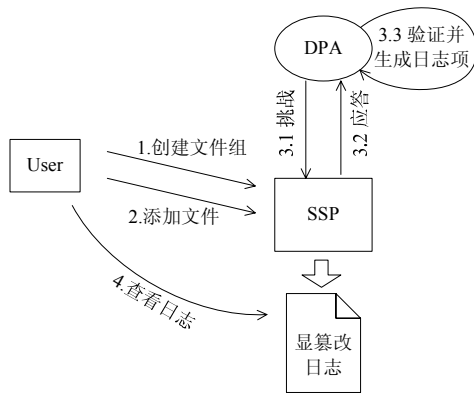 DPA
3.3 验证并
生成日志项
3.1 挑战
3.2 应答
User
1.创建文件组
2.添加文件
SSP
4.查看日志
显篡改
日志